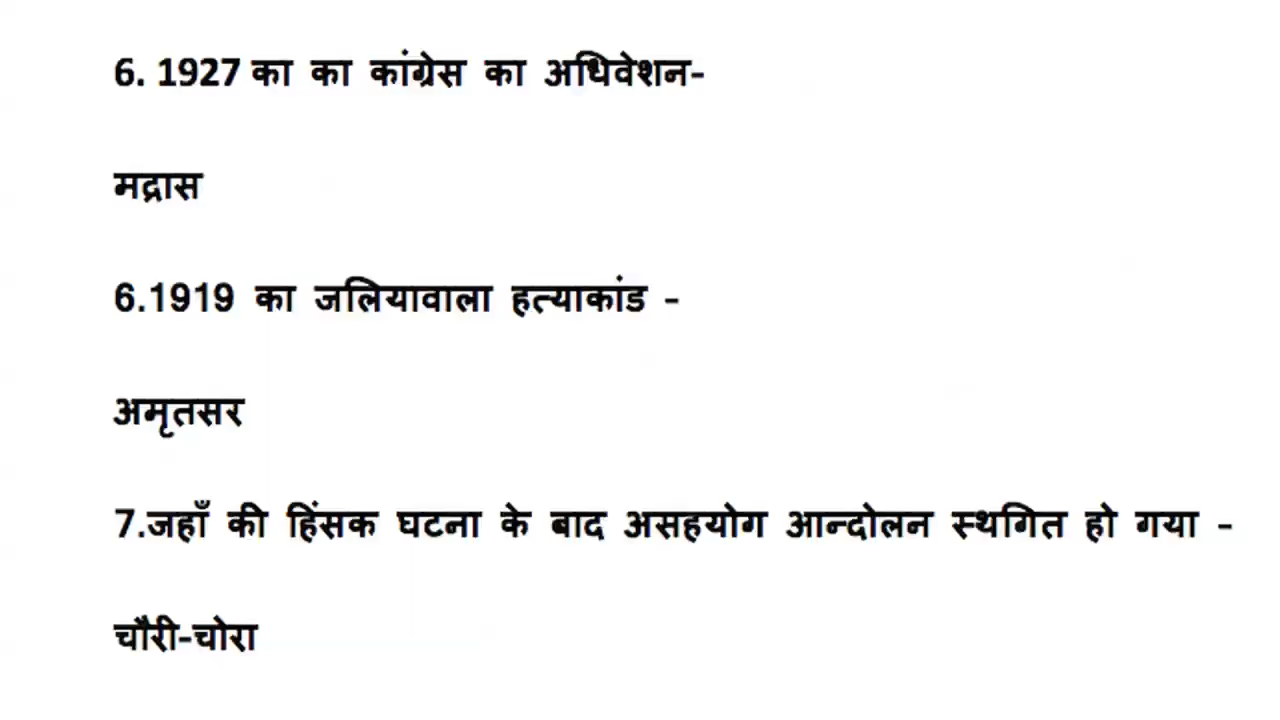 6. 1927 का का कांग्रेस का अधिवेशन-
मद्रास
6.1919 का जलियावाला हत्याकांड -
अमृतसर
7.जहाँ की हिंसक घटना के बाद असहयोग आन्दोलन स्थगित हो गया -
चौरी-चोरा